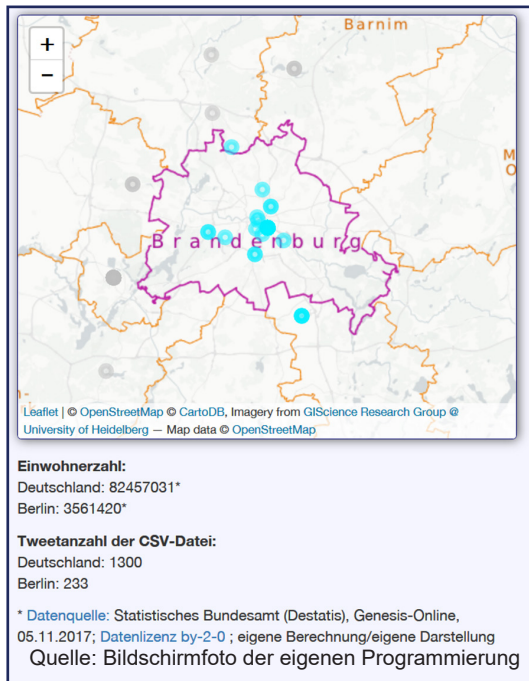 Barnim
+
−
M
O
Brandenburg
n-
Leaflet | © OpenStreetMap © CartoDB, Imagery from GIScience Research Group @
University of Heidelberg — Map data © OpenStreetMap
Einwohnerzahl:
Deutschland: 82457031*
Berlin: 3561420*
Tweetanzahl der CSV-Datei:
Deutschland: 1300
Berlin: 233
* Datenquelle: Statistisches Bundesamt (Destatis), Genesis-Online,
05.11.2017; Datenlizenz by-2-0 ; eigene Berechnung/eigene Darstellung
Quelle: Bildschirmfoto der eigenen Programmierung